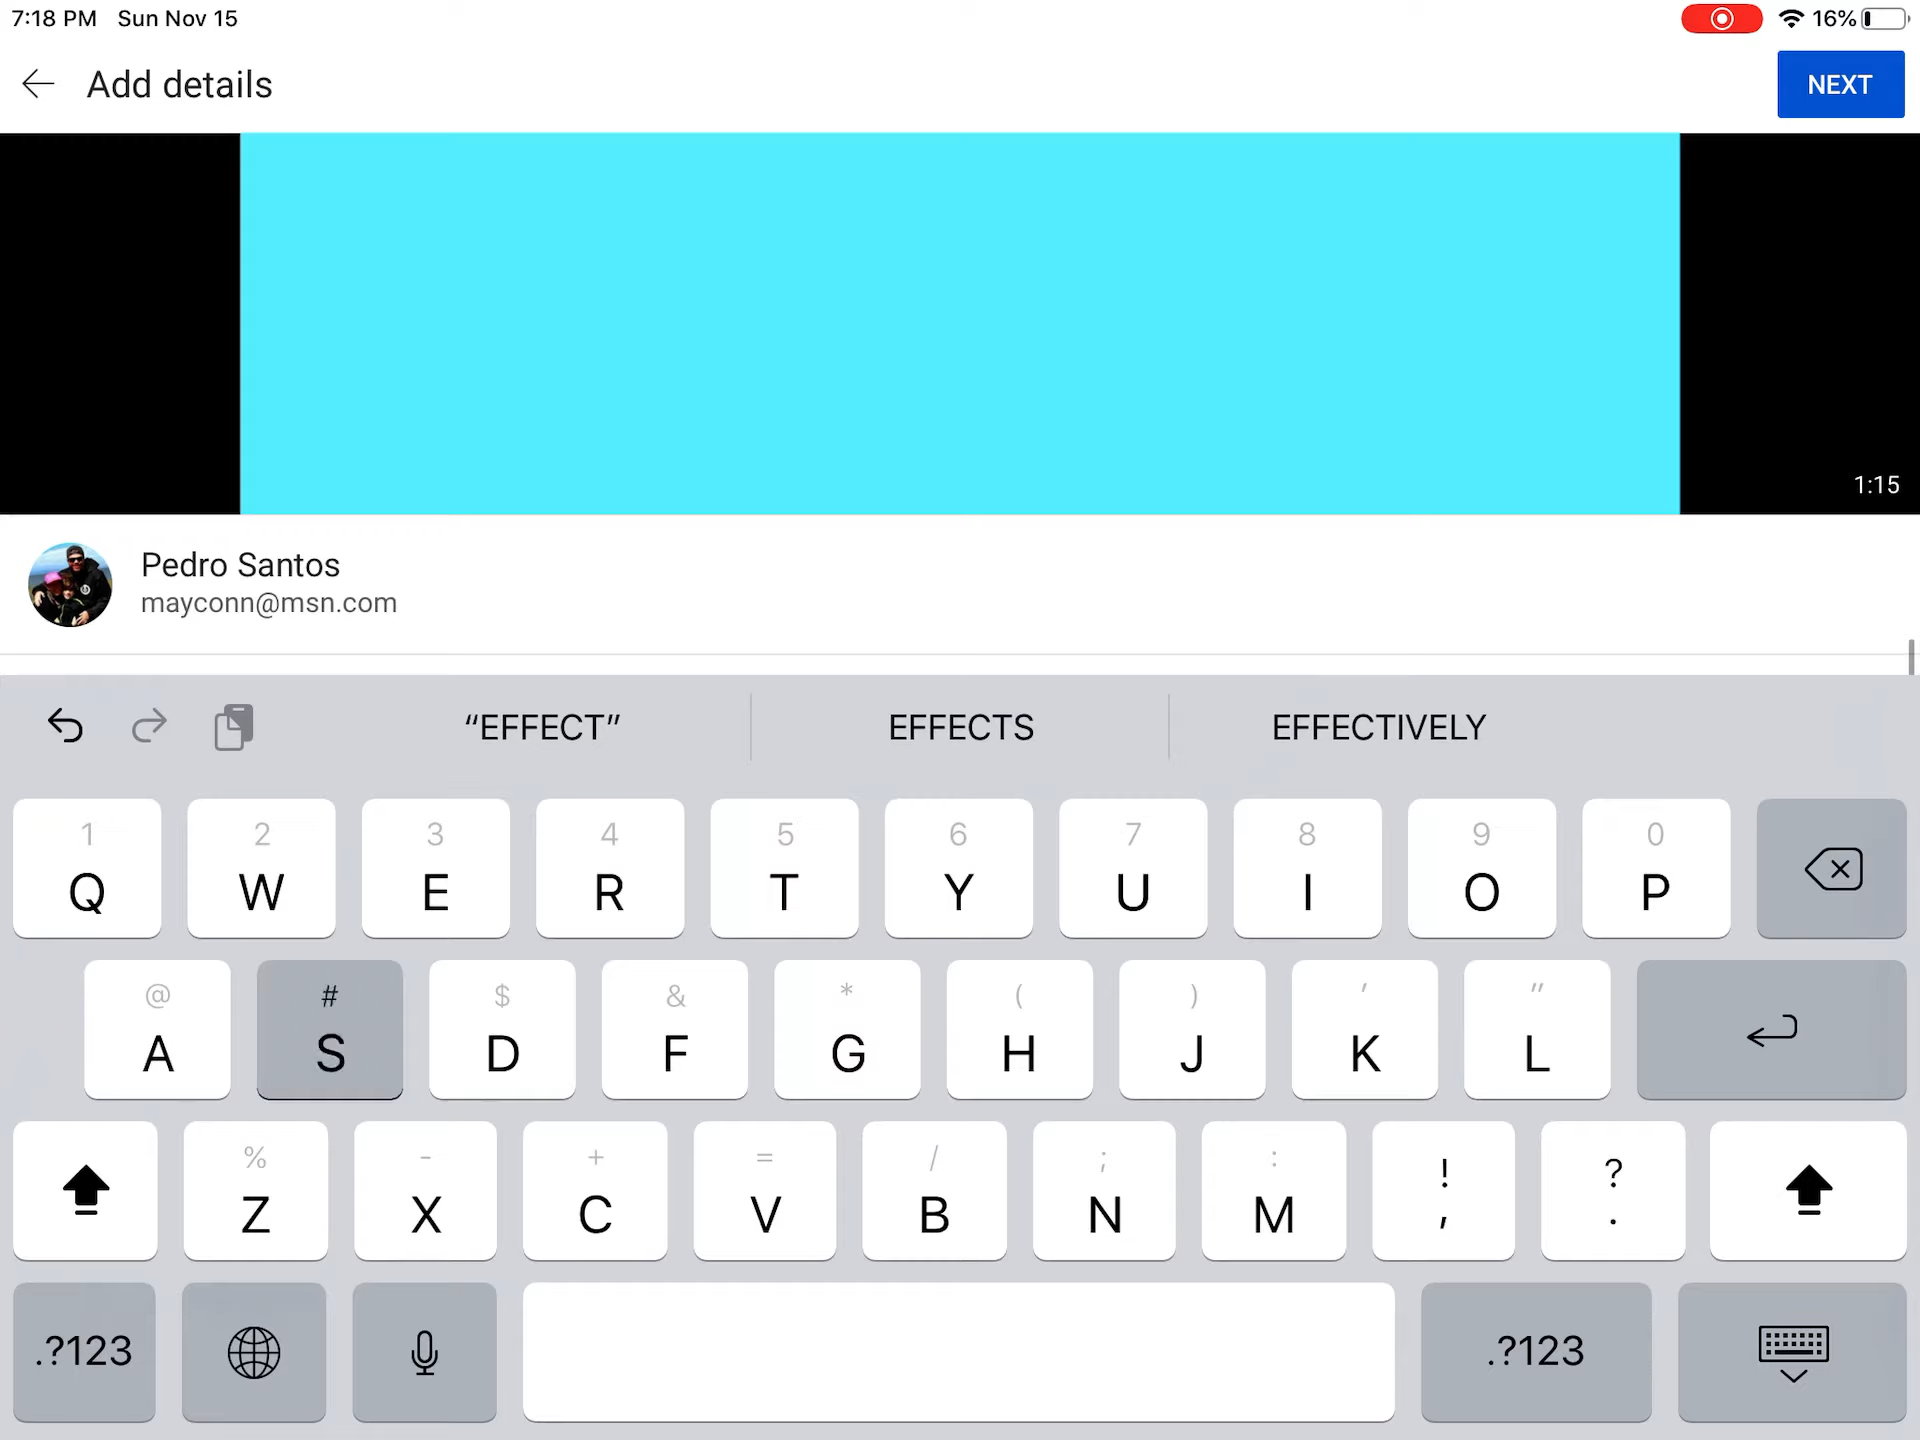 7:18 PM Sun Nov 15 16%
Add details NEXT
1:15
Pedro Santos
mayconn@msn.com
“EFFECT” EFFECTS EFFECTIVELY
1 2 3 4 5 6 7 8 9 0
Q W E R T Y U I O P
@ # $ & * ( ) ' "
A S D F G H J K L
% - + = / ; : ! ?
Z X C V B N M , .
.?123 .?123